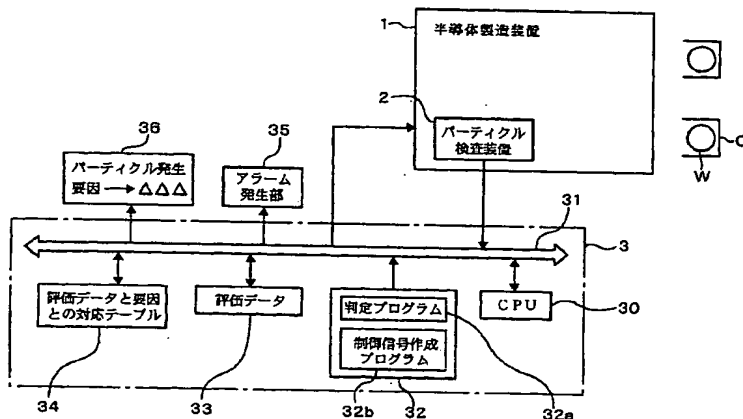 1
半導体製造装置
2
パーティクル
検査装置
C
W
36
パーティクル発生
要因 → △△△
35
アラーム
発生部
31
3
評価データと要因
との対応テーブル
34
評価データ
33
判定プログラム
制御信号作成
プログラム
32b
32
32a
CPU
30